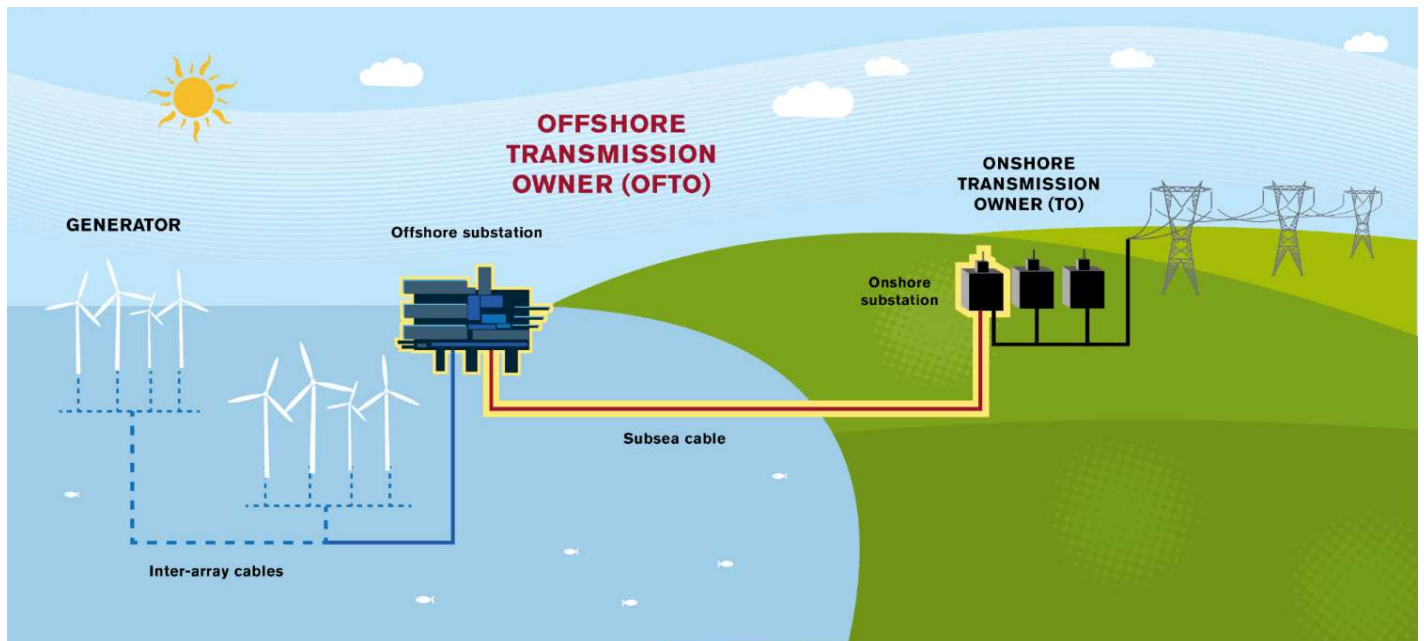 OFFSHORE
TRANSMISSION
OWNER (OFTO)
ONSHORE
TRANSMISSION
OWNER (TO)
GENERATOR
Offshore substation
Onshore
substation
Subsea cable
Inter-array cables